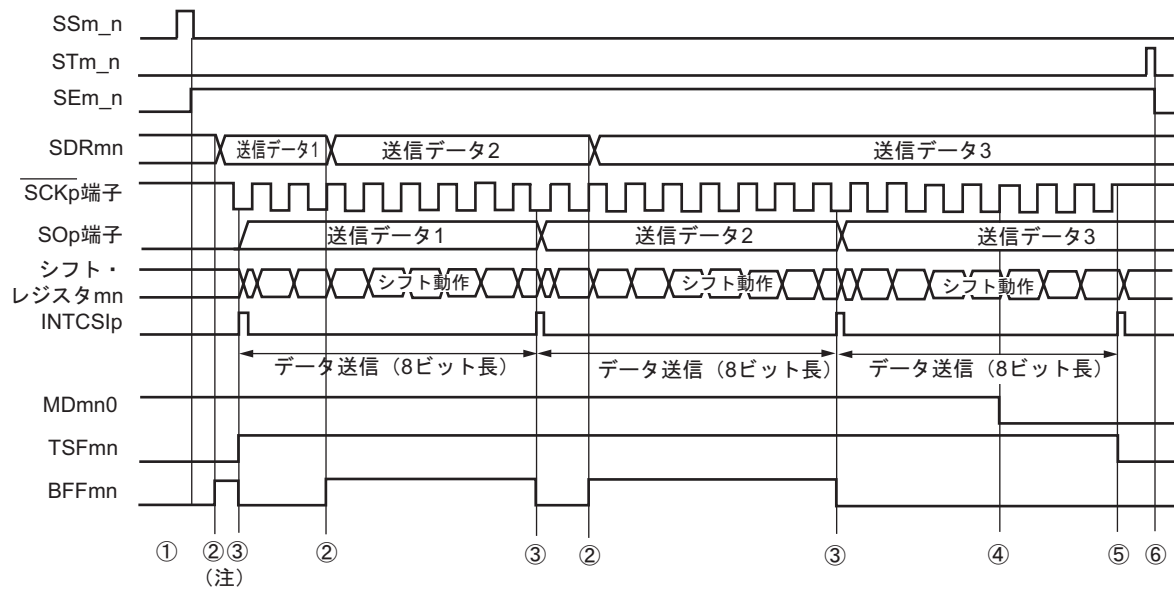 SSm_n
STm_n
SEm_n
SDRmn 送信データ1 送信データ2 送信データ3
SCKp端子
SOp端子 送信データ1 送信データ2 送信データ3
シフト・
レジスタmn シフト動作 シフト動作 シフト動作
INTCSIp
データ送信（8ビット長） データ送信（8ビット長） データ送信（8ビット長）
MDmn0
TSFmn
BFFmn
① ② ③ ② ③ ② ③ ④ ⑤ ⑥
（注）